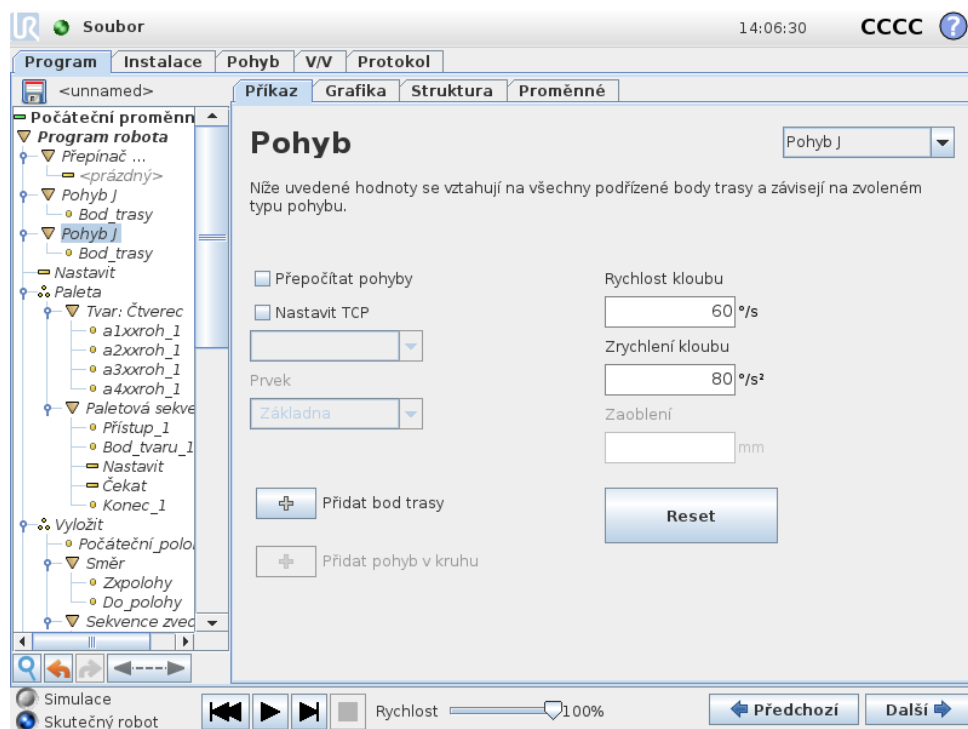 UR Soubor 14:06:30 CCCC ?
Program Instalace Pohyb V/V Protokol
<unnamed>
Příkaz Grafika Struktura Proměnné
Počáteční proměnn
Program robota
Přepínač ...
<prázdný>
Pohyb J
Bod_trasy
Pohyb J
Bod_trasy
Nastavit
Paleta
Tvar: Čtverec
a1xxroh_1
a2xxroh_1
a3xxroh_1
a4xxroh_1
Paletová sekve
Přístup_1
Bod_tvaru_1
Nastavit
Čekat
Konec_1
Vyložit
Počáteční polo
Směr
Zxpolohy
Do_polohy
Sekvence zved
Pohyb
Pohyb J
Níže uvedené hodnoty se vztahují na všechny podřízené body trasy a závisejí na zvoleném
typu pohybu.
Přepočítat pohyby
Nastavit TCP
Prvek
Základna
Přidat bod trasy
Přidat pohyb v kruhu
Rychlost kloubu
60 °/s
Zrychlení kloubu
80 °/s²
Zaoblení
mm
Reset
Simulace
Skutečný robot
Rychlost 100%
Předchozí Další